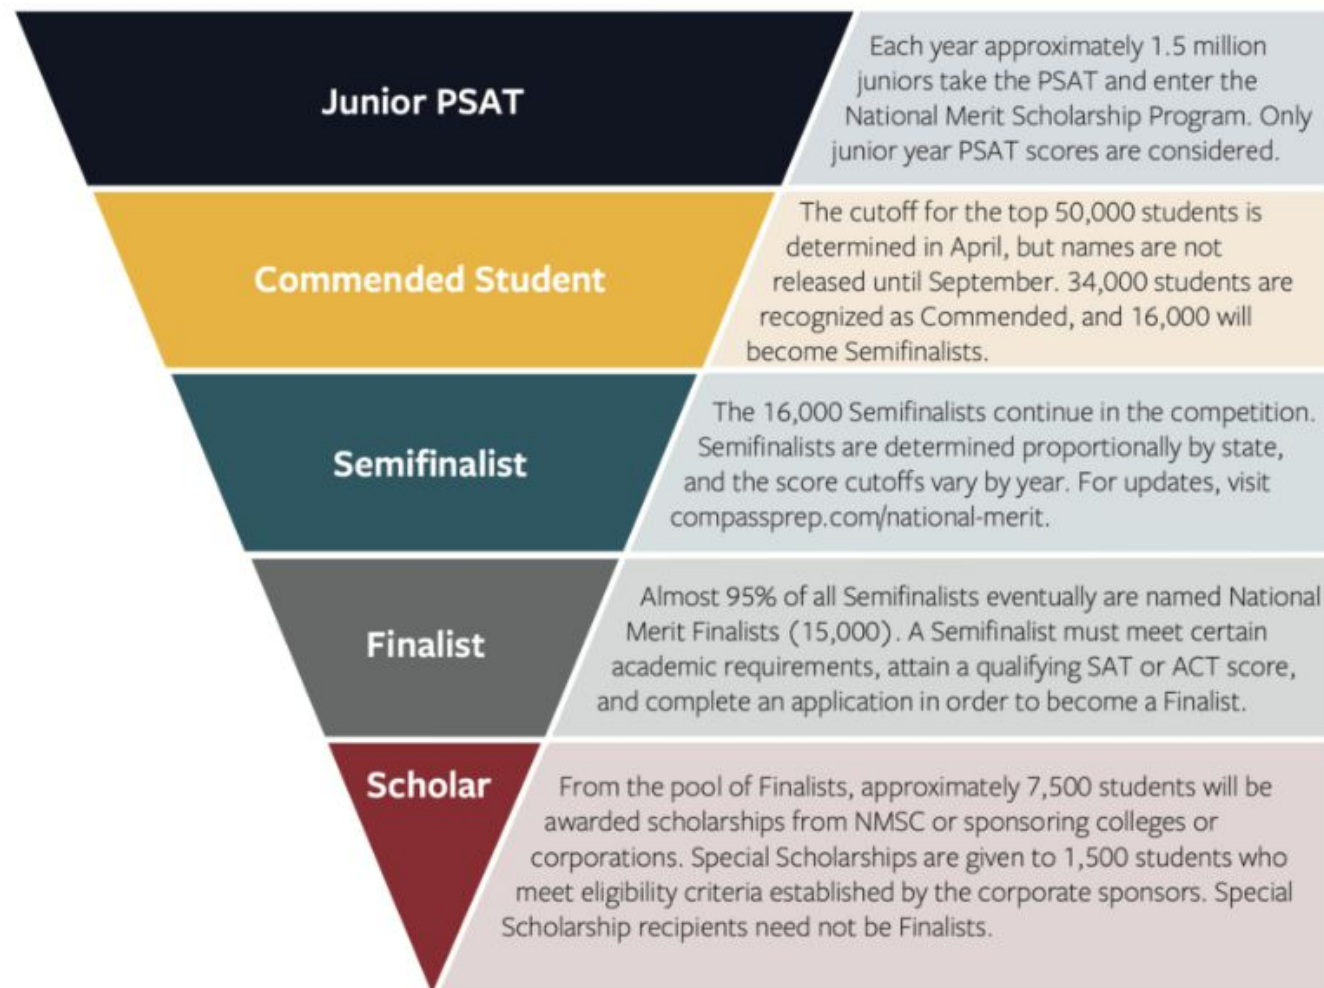 Junior PSAT
Each year approximately 1.5 million
juniors take the PSAT and enter the
National Merit Scholarship Program. Only
junior year PSAT scores are considered.
Commended Student
The cutoff for the top 50,000 students is
determined in April, but names are not
released until September. 34,000 students are
recognized as Commended, and 16,000 will
become Semifinalists.
Semifinalist
The 16,000 Semifinalists continue in the competition.
Semifinalists are determined proportionally by state,
and the score cutoffs vary by year. For updates, visit
compassprep.com/national-merit.
Finalist
Almost 95% of all Semifinalists eventually are named National
Merit Finalists (15,000). A Semifinalist must meet certain
academic requirements, attain a qualifying SAT or ACT score,
and complete an application in order to become a Finalist.
Scholar
From the pool of Finalists, approximately 7,500 students will be
awarded scholarships from NMSC or sponsoring colleges or
corporations. Special Scholarships are given to 1,500 students who
meet eligibility criteria established by the corporate sponsors. Special
Scholarship recipients need not be Finalists.